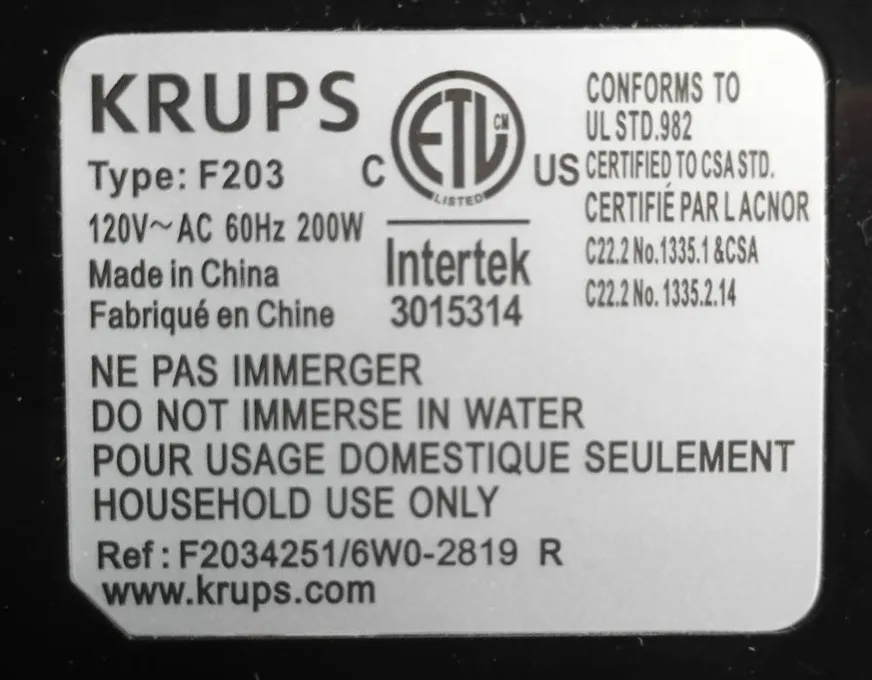 KRUPS
Type: F203
120V~ AC 60Hz 200W
Made in China
Fabriqué en Chine
C ETL CM US
LISTED
Intertek
3015314
CONFORMS TO
UL STD.982
CERTIFIED TO CSA STD.
CERTIFIÉ PAR L ACNOR
C22.2 No.1335.1 &CSA
C22.2 No. 1335.2.14
NE PAS IMMERGER
DO NOT IMMERSE IN WATER
POUR USAGE DOMESTIQUE SEULEMENT
HOUSEHOLD USE ONLY
Ref : F2034251/6W0-2819 R
www.krups.com